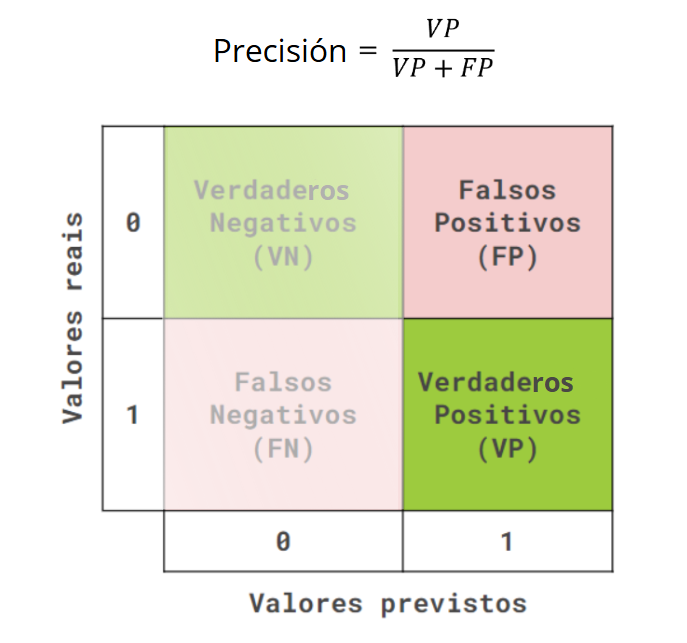 Precisión = VP / (VP + FP)
Valores reais
0
Verdaderos
Negativos
(VN)
Falsos
Positivos
(FP)
1
Falsos
Negativos
(FN)
Verdaderos
Positivos
(VP)
0
1
Valores previstos